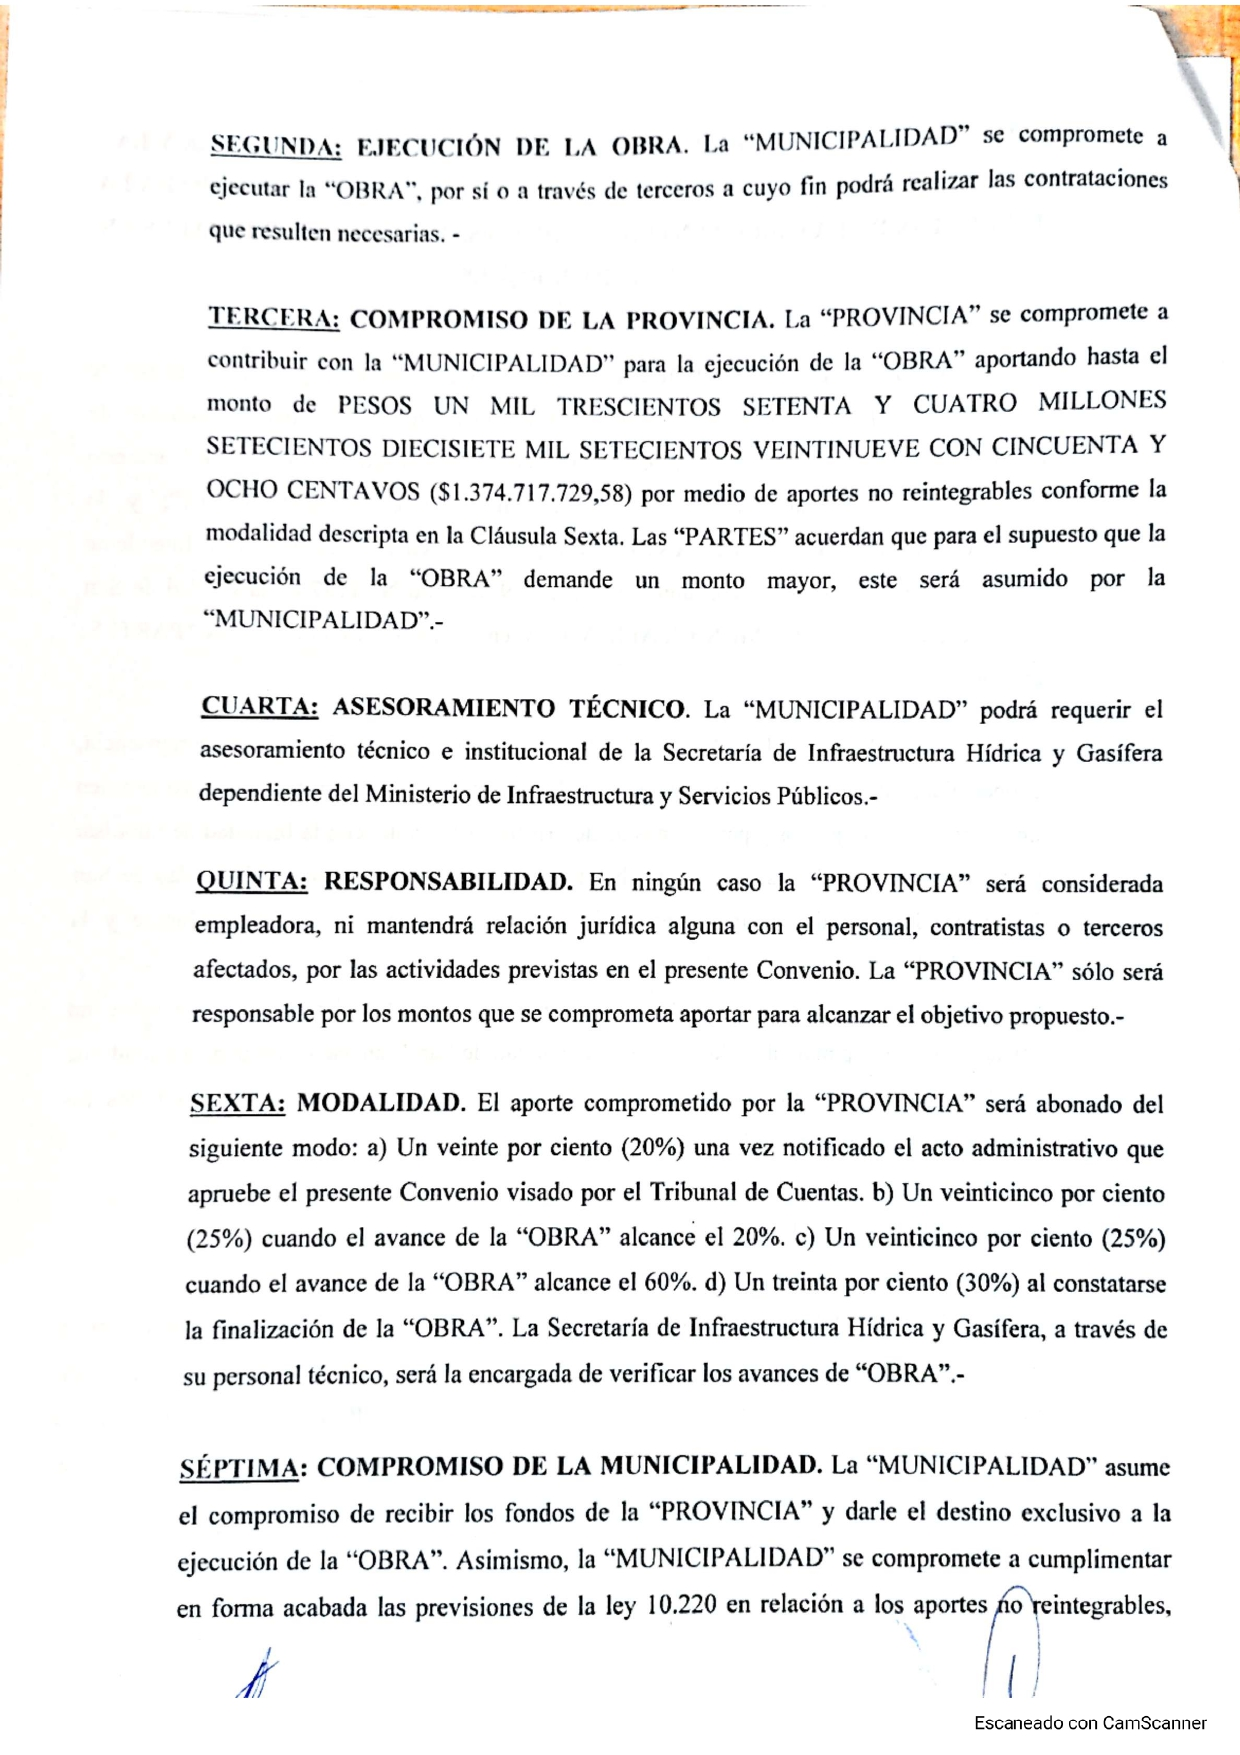 SEGUNDA: EJECUCIÓN DE LA OBRA. La “MUNICIPALIDAD” se compromete a
ejecutar la “OBRA”, por sí o a través de terceros a cuyo fin podrá realizar las contrataciones
que resulten necesarias. -
TERCERA: COMPROMISO DE LA PROVINCIA. La “PROVINCIA” se compromete a
contribuir con la “MUNICIPALIDAD” para la ejecución de la “OBRA” aportando hasta el
monto de PESOS UN MIL TRESCIENTOS SETENTA Y CUATRO MILLONES
SETECIENTOS DIECISIETE MIL SETECIENTOS VEINTINUEVE CON CINCUENTA Y
OCHO CENTAVOS ($1.374.717.729,58) por medio de aportes no reintegrables conforme la
modalidad descripta en la Cláusula Sexta. Las “PARTES” acuerdan que para el supuesto que la
ejecución de la “OBRA” demande un monto mayor, este será asumido por la
“MUNICIPALIDAD”.-
CUARTA: ASESORAMIENTO TÉCNICO. La “MUNICIPALIDAD” podrá requerir el
asesoramiento técnico e institucional de la Secretaría de Infraestructura Hídrica y Gasífera
dependiente del Ministerio de Infraestructura y Servicios Públicos.-
QUINTA: RESPONSABILIDAD. En ningún caso la “PROVINCIA” será considerada
empleadora, ni mantendrá relación jurídica alguna con el personal, contratistas o terceros
afectados, por las actividades previstas en el presente Convenio. La “PROVINCIA” sólo será
responsable por los montos que se comprometa aportar para alcanzar el objetivo propuesto.-
SEXTA: MODALIDAD. El aporte comprometido por la “PROVINCIA” será abonado del
siguiente modo: a) Un veinte por ciento (20%) una vez notificado el acto administrativo que
apruebe el presente Convenio visado por el Tribunal de Cuentas. b) Un veinticinco por ciento
(25%) cuando el avance de la “OBRA” alcance el 20%. c) Un veinticinco por ciento (25%)
cuando el avance de la “OBRA” alcance el 60%. d) Un treinta por ciento (30%) al constatarse
la finalización de la “OBRA”. La Secretaría de Infraestructura Hídrica y Gasífera, a través de
su personal técnico, será la encargada de verificar los avances de “OBRA”.-
SÉPTIMA: COMPROMISO DE LA MUNICIPALIDAD. La “MUNICIPALIDAD” asume
el compromiso de recibir los fondos de la “PROVINCIA” y darle el destino exclusivo a la
ejecución de la “OBRA”. Asimismo, la “MUNICIPALIDAD” se compromete a cumplimentar
en forma acabada las previsiones de la ley 10.220 en relación a los aportes no reintegrables,
Escaneado con CamScanner